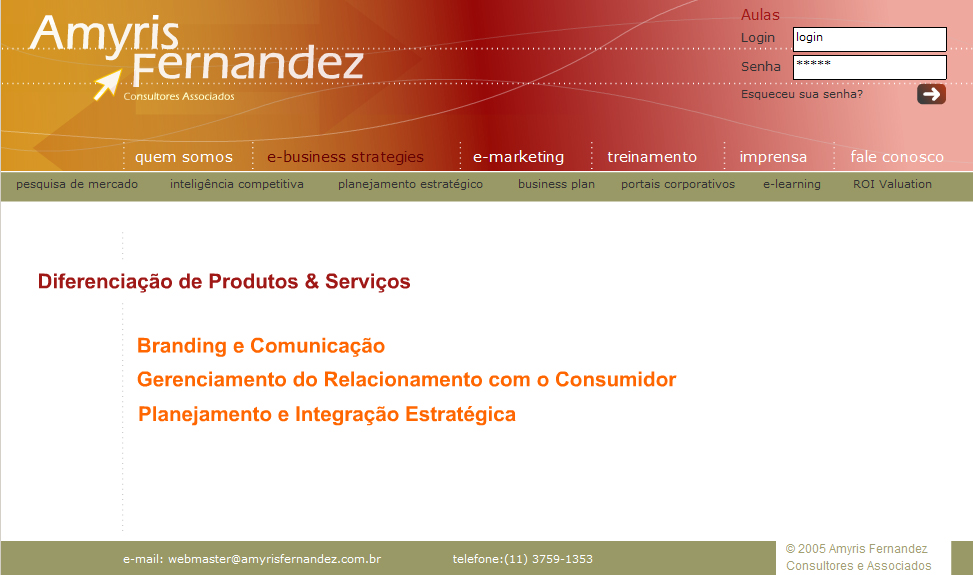 Amyris
Fernandez
Consultores Associados
Aulas
Login login
Senha *****
Esqueceu sua senha?
quem somos e-business strategies e-marketing treinamento imprensa fale conosco
pesquisa de mercado inteligência competitiva planejamento estratégico business plan portais corporativos e-learning ROI Valuation
Diferenciação de Produtos & Serviços
Branding e Comunicação
Gerenciamento do Relacionamento com o Consumidor
Planejamento e Integração Estratégica
e-mail: webmaster@amyrisfernandez.com.br telefone:(11) 3759-1353
© 2005 Amyris Fernandez
Consultores e Associados